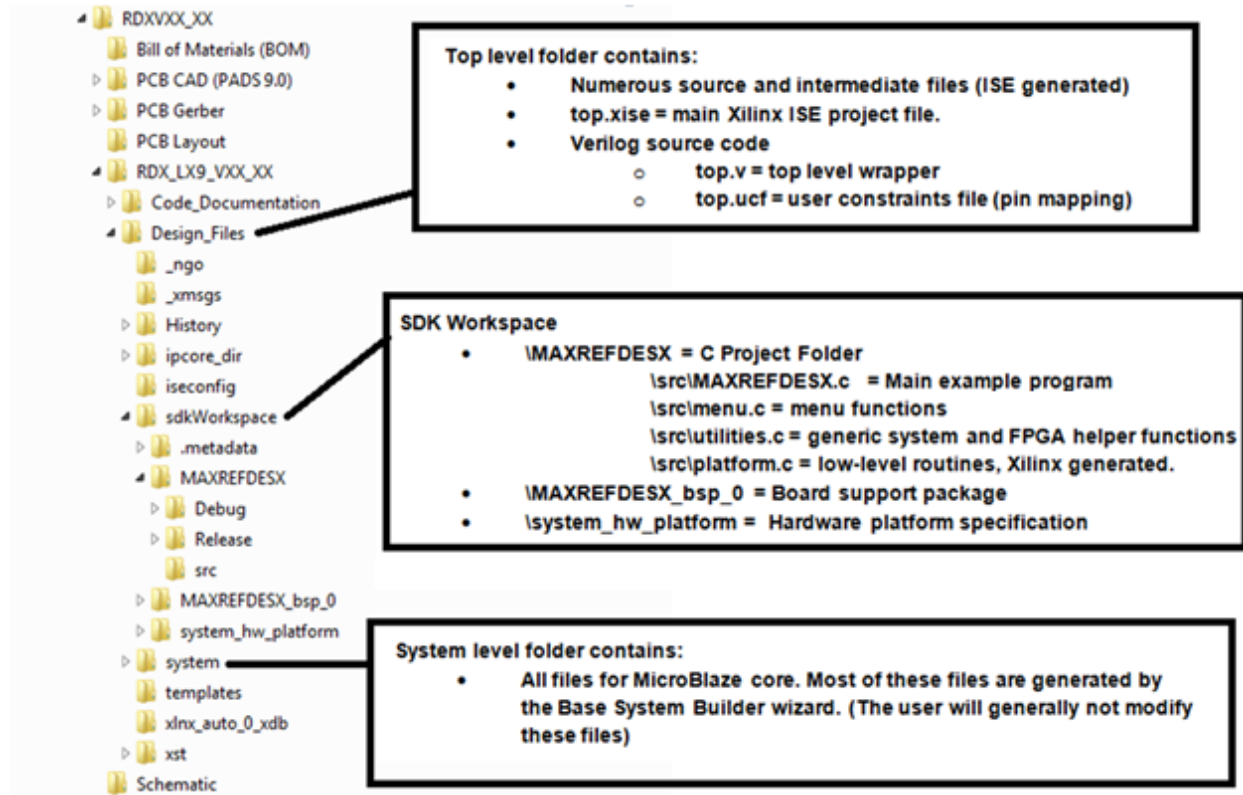 RDXVXX_XX
Bill of Materials (BOM)
PCB CAD (PADS 9.0)
PCB Gerber
PCB Layout
RDX_LX9_VXX_XX
Code_Documentation
Design_Files
_ngo
_xmsgs
History
ipcore_dir
iseconfig
sdkWorkspace
.metadata
MAXREFDESX
Debug
Release
src
MAXREFDESX_bsp_0
system_hw_platform
system
templates
xlnx_auto_0_xdb
xst
Schematic
Top level folder contains:
• Numerous source and intermediate files (ISE generated)
• top.xise = main Xilinx ISE project file.
• Verilog source code
o top.v = top level wrapper
o top.ucf = user constraints file (pin mapping)
SDK Workspace
• \MAXREFDESX = C Project Folder
\src\MAXREFDESX.c = Main example program
\src\menu.c = menu functions
\src\utilities.c = generic system and FPGA helper functions
\src\platform.c = low-level routines, Xilinx generated.
• \MAXREFDESX_bsp_0 = Board support package
• \system_hw_platform = Hardware platform specification
System level folder contains:
• All files for MicroBlaze core. Most of these files are generated by
the Base System Builder wizard. (The user will generally not modify
these files)